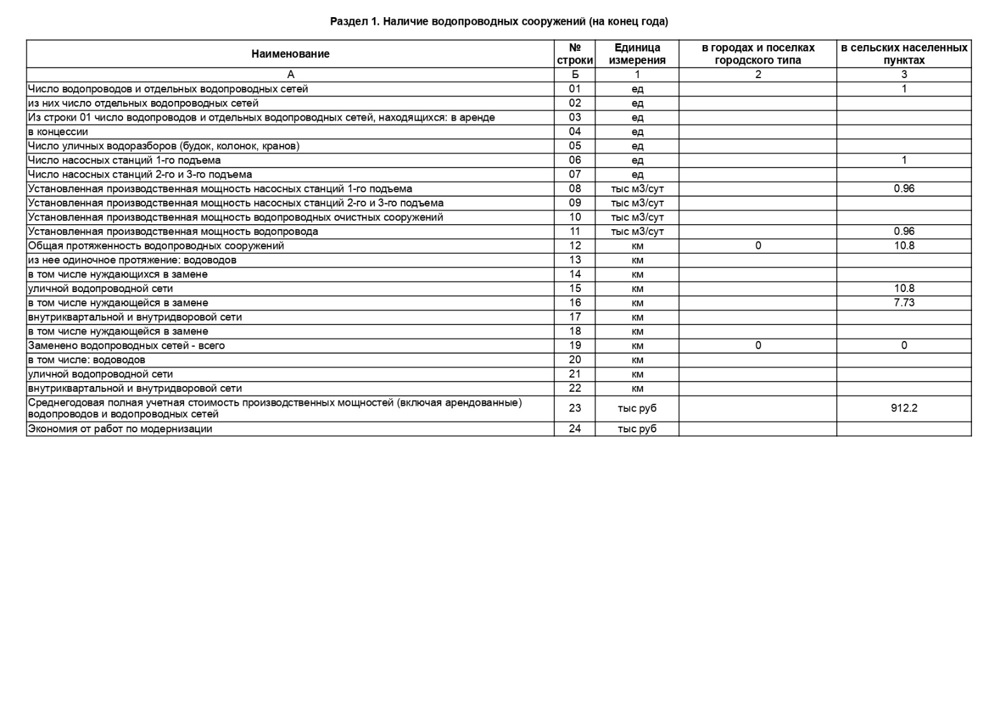 Раздел 1. Наличие водопроводных сооружений (на конец года)
Наименование № строки Единица измерения в городах и поселках городского типа в сельских населенных пунктах
А Б 1 2 3
Число водопроводов и отдельных водопроводных сетей 01 ед 1
из них число отдельных водопроводных сетей 02 ед
Из строки 01 число водопроводов и отдельных водопроводных сетей, находящихся: в аренде 03 ед
в концессии 04 ед
Число уличных водоразборов (будок, колонок, кранов) 05 ед
Число насосных станций 1-го подъема 06 ед 1
Число насосных станций 2-го и 3-го подъема 07 ед
Установленная производственная мощность насосных станций 1-го подъема 08 тыс м3/сут 0.96
Установленная производственная мощность насосных станций 2-го и 3-го подъема 09 тыс м3/сут
Установленная производственная мощность водопроводных очистных сооружений 10 тыс м3/сут
Установленная производственная мощность водопровода 11 тыс м3/сут 0.96
Общая протяженность водопроводных сооружений 12 км 0 10.8
из нее одиночное протяжение: водоводов 13 км
в том числе нуждающихся в замене 14 км
уличной водопроводной сети 15 км 10.8
в том числе нуждающейся в замене 16 км 7.73
внутриквартальной и внутридворовой сети 17 км
в том числе нуждающейся в замене 18 км
Заменено водопроводных сетей - всего 19 км 0 0
в том числе: водоводов 20 км
уличной водопроводной сети 21 км
внутриквартальной и внутридворовой сети 22 км
Среднегодовая полная учетная стоимость производственных мощностей (включая арендованные)
водопроводов и водопроводных сетей 23 тыс руб 912.2
Экономия от работ по модернизации 24 тыс руб